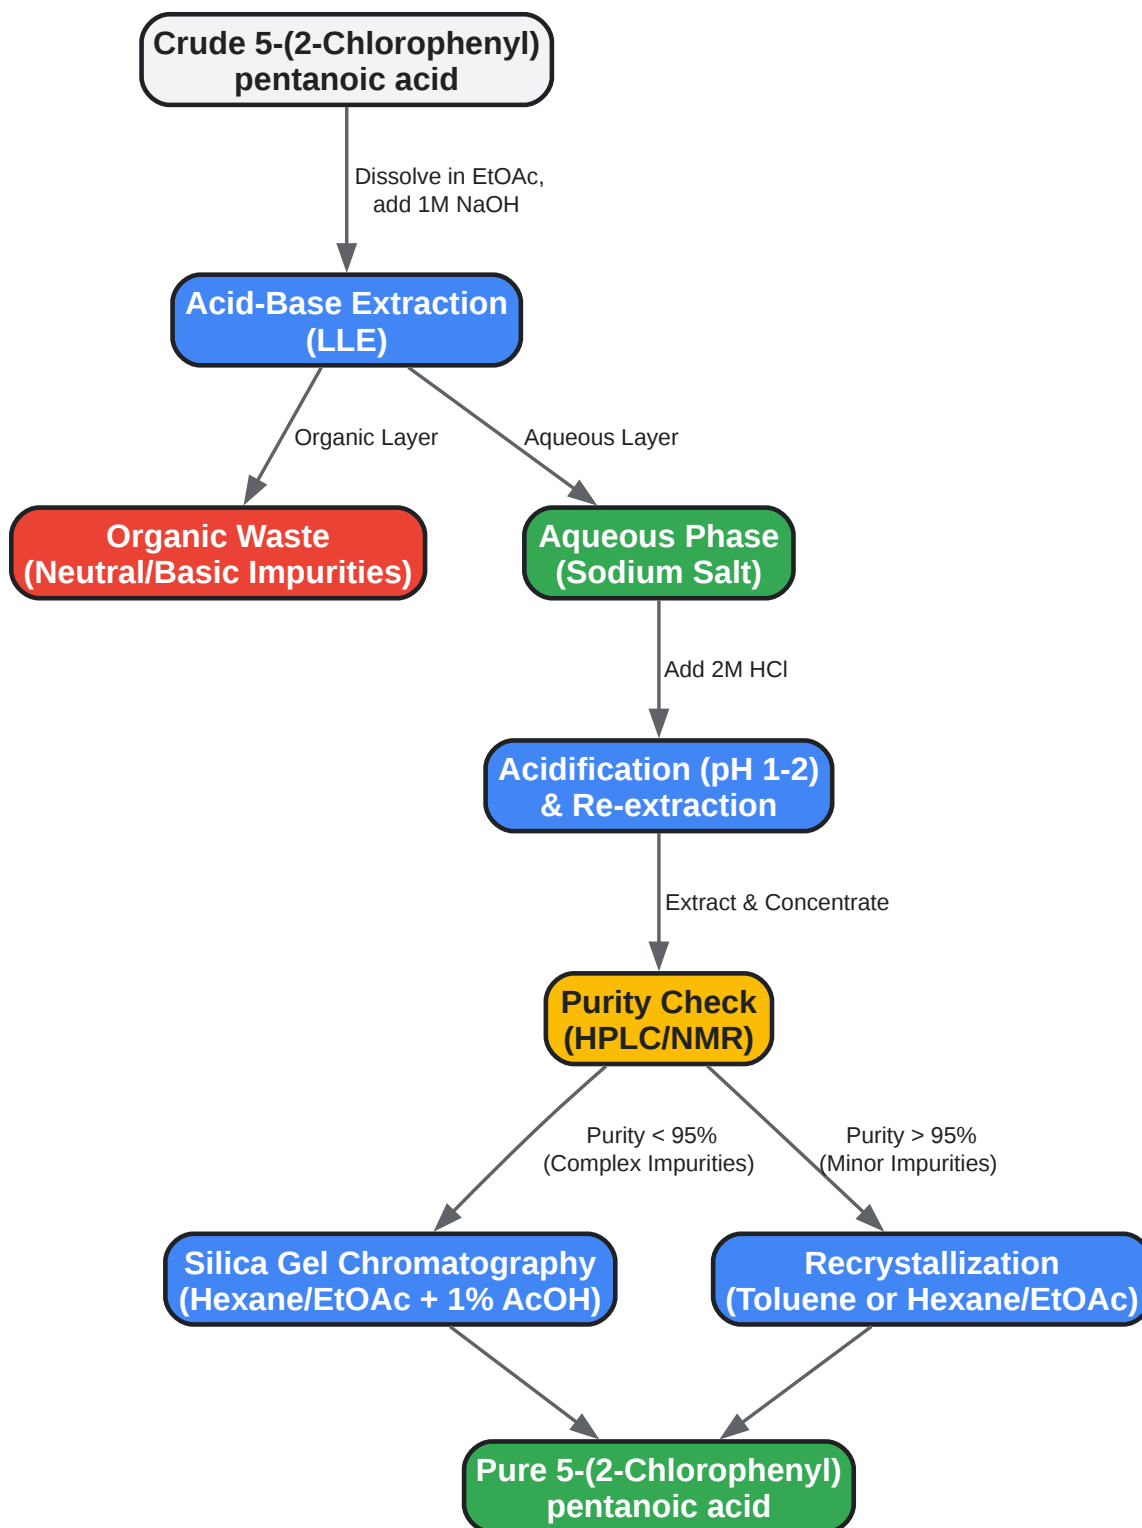 Crude 5-(2-Chlorophenyl)
pentanoic acid
Dissolve in EtOAc,
add 1M NaOH
Acid-Base Extraction
(LLE)
Organic Layer
Aqueous Layer
Organic Waste
(Neutral/Basic Impurities)
Aqueous Phase
(Sodium Salt)
Add 2M HCl
Acidification (pH 1-2)
& Re-extraction
Extract & Concentrate
Purity Check
(HPLC/NMR)
Purity < 95%
(Complex Impurities)
Purity > 95%
(Minor Impurities)
Silica Gel Chromatography
(Hexane/EtOAc + 1% AcOH)
Recrystallization
(Toluene or Hexane/EtOAc)
Pure 5-(2-Chlorophenyl)
pentanoic acid